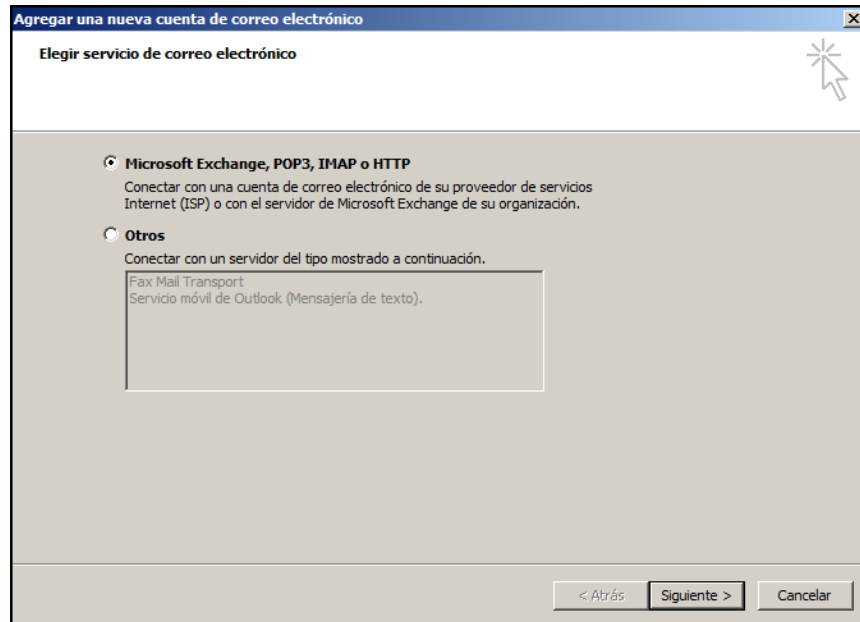 Agregar una nueva cuenta de correo electrónico
Elegir servicio de correo electrónico
Microsoft Exchange, POP3, IMAP o HTTP
Conectar con una cuenta de correo electrónico de su proveedor de servicios
Internet (ISP) o con el servidor de Microsoft Exchange de su organización.
Otros
Conectar con un servidor del tipo mostrado a continuación.
Fax Mail Transport
Servicio móvil de Outlook (Mensajería de texto).
< Atrás
Siguiente >
Cancelar